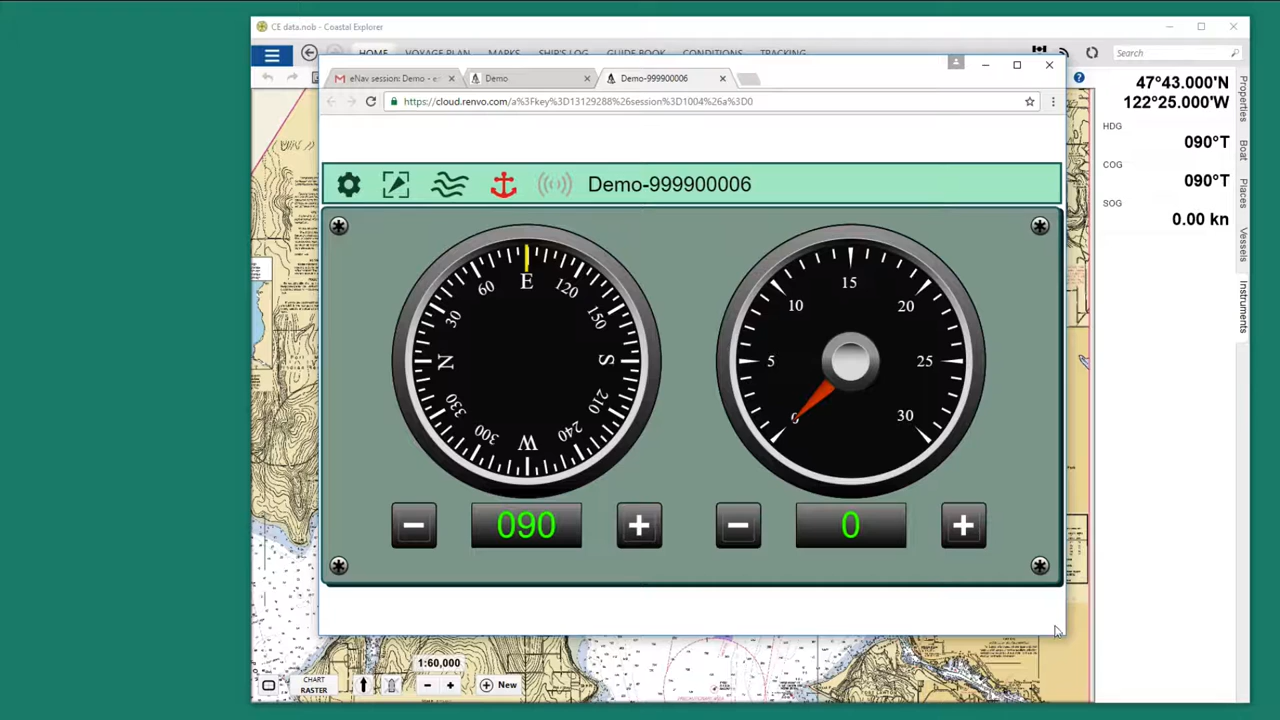 CE data.nob - Coastal Explorer
HOME VOYAGE PLAN MARKS SHIP'S LOG GUIDE BOOK CONDITIONS TRACKING
Search
eNav session: Demo - e
Demo
Demo-999900006
https://cloud.renvo.com/a%3Fkey%3D13129288%26session%3D1004%26a%3D0
Demo-999900006
47°43.000'N
122°25.000'W
HDG
090°T
COG
090°T
SOG
0.00 kn
Properties
Boat
Places
Vessels
Instruments
E
60
120
30
150
N
S
330
210
300
240
W
15
10
20
5
25
0
30
090
0
1:60,000
CHART
RASTER
New